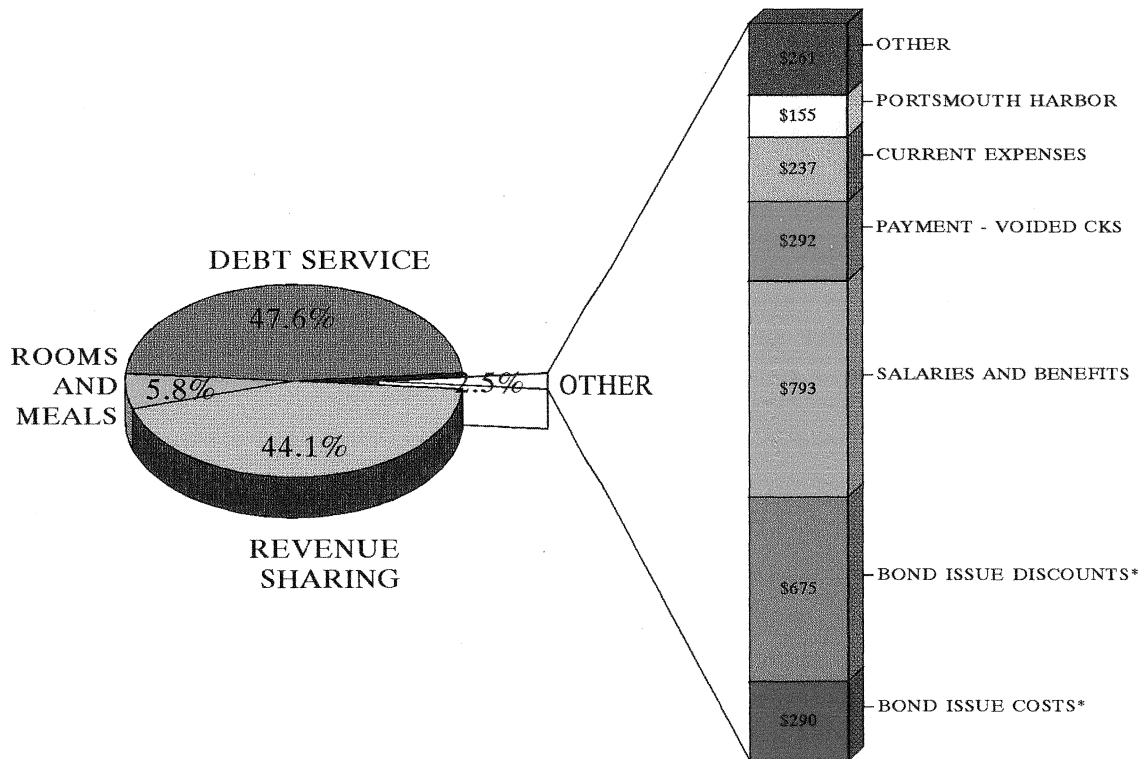 DEBT SERVICE
47.6%
ROOMS
AND
MEALS
5.8%
2.5%
OTHER
44.1%
REVENUE
SHARING
$261
OTHER
$155
PORTSMOUTH HARBOR
$237
CURRENT EXPENSES
$292
PAYMENT - VOIDED CKS
$793
SALARIES AND BENEFITS
$675
BOND ISSUE DISCOUNTS*
$290
BOND ISSUE COSTS*